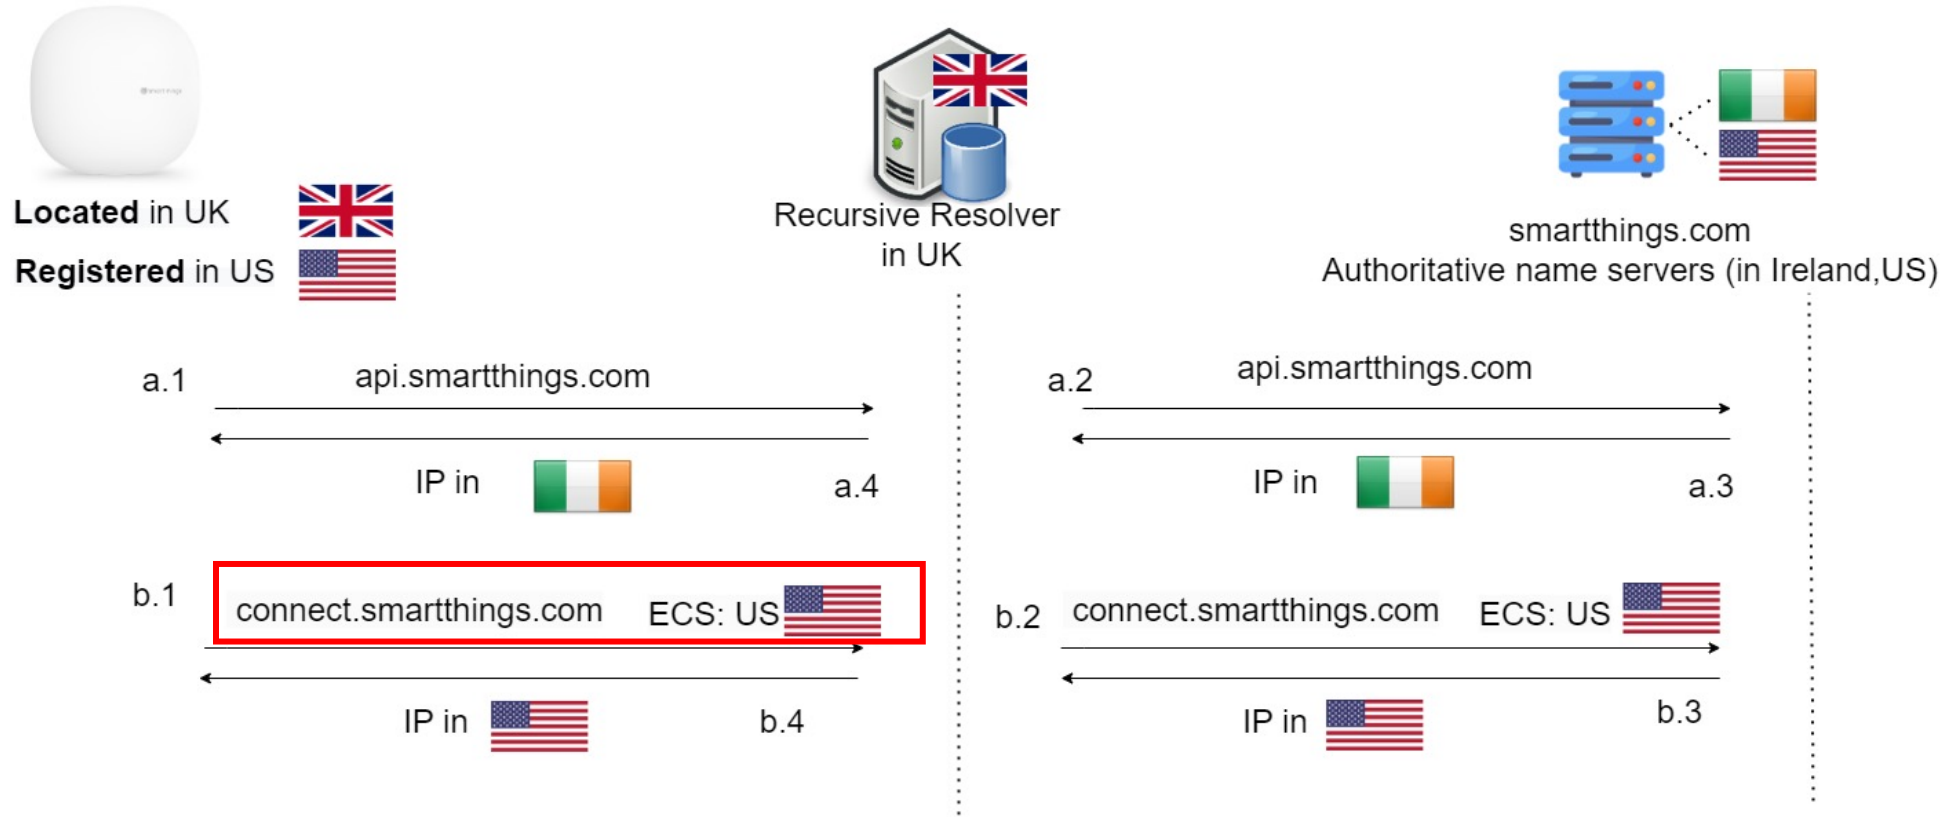 Located in UK
Registered in US
Recursive Resolver
in UK
smartthings.com
Authoritative name servers (in Ireland,US)
a.1
api.smartthings.com
a.2
api.smartthings.com
IP in
a.4
IP in
a.3
b.1
connect.smartthings.com
ECS: US
b.2
connect.smartthings.com
ECS: US
IP in
b.4
IP in
b.3